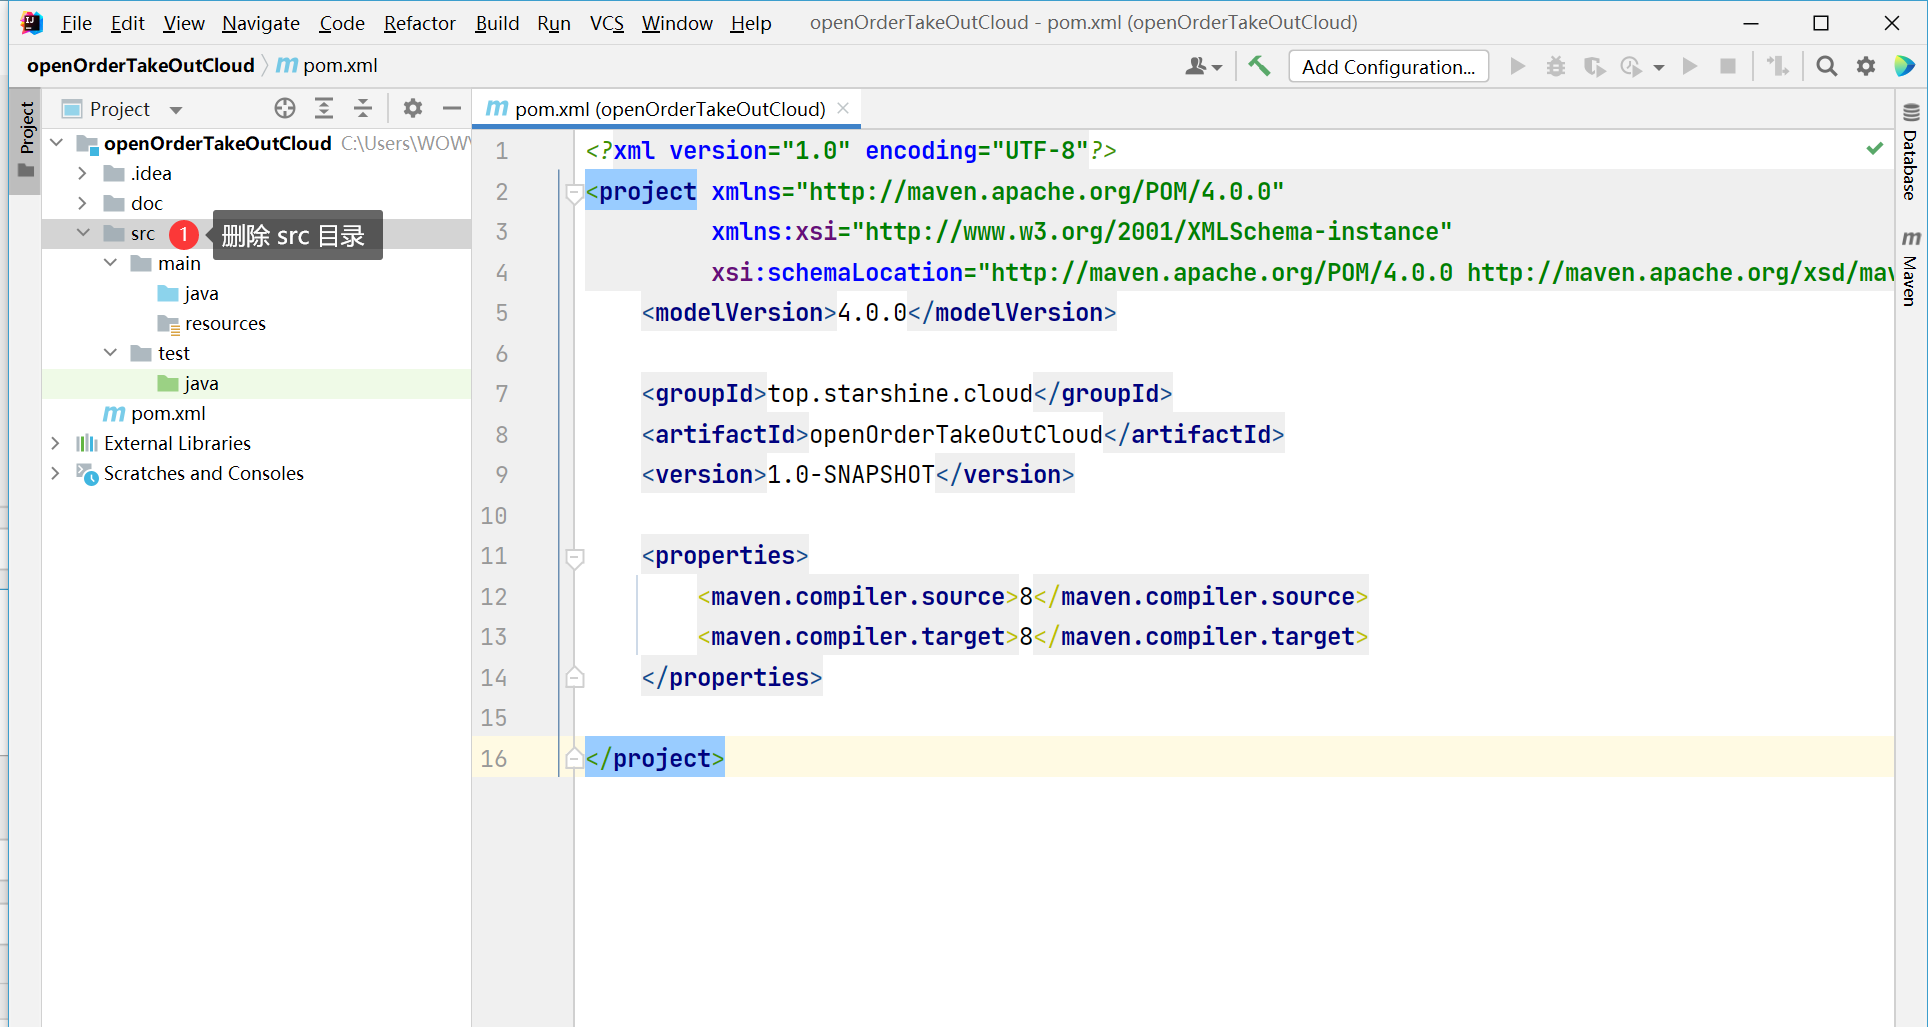 File Edit View Navigate Code Refactor Build Run VCS Window Help openOrderTakeOutCloud - pom.xml (openOrderTakeOutCloud)
openOrderTakeOutCloud pom.xml Add Configuration...
Project
Project
openOrderTakeOutCloud C:\Users\WOW
.idea
doc
src 1 删除 src 目录
main
java
resources
test
java
pom.xml
External Libraries
Scratches and Consoles
pom.xml (openOrderTakeOutCloud)
1 <?xml version="1.0" encoding="UTF-8"?>
2 <project xmlns="http://maven.apache.org/POM/4.0.0"
3 xmlns:xsi="http://www.w3.org/2001/XMLSchema-instance"
4 xsi:schemaLocation="http://maven.apache.org/POM/4.0.0 http://maven.apache.org/xsd/mav
5 <modelVersion>4.0.0</modelVersion>
6
7 <groupId>top.starshine.cloud</groupId>
8 <artifactId>openOrderTakeOutCloud</artifactId>
9 <version>1.0-SNAPSHOT</version>
10
11 <properties>
12 <maven.compiler.source>8</maven.compiler.source>
13 <maven.compiler.target>8</maven.compiler.target>
14 </properties>
15
16 </project>
Database
Maven